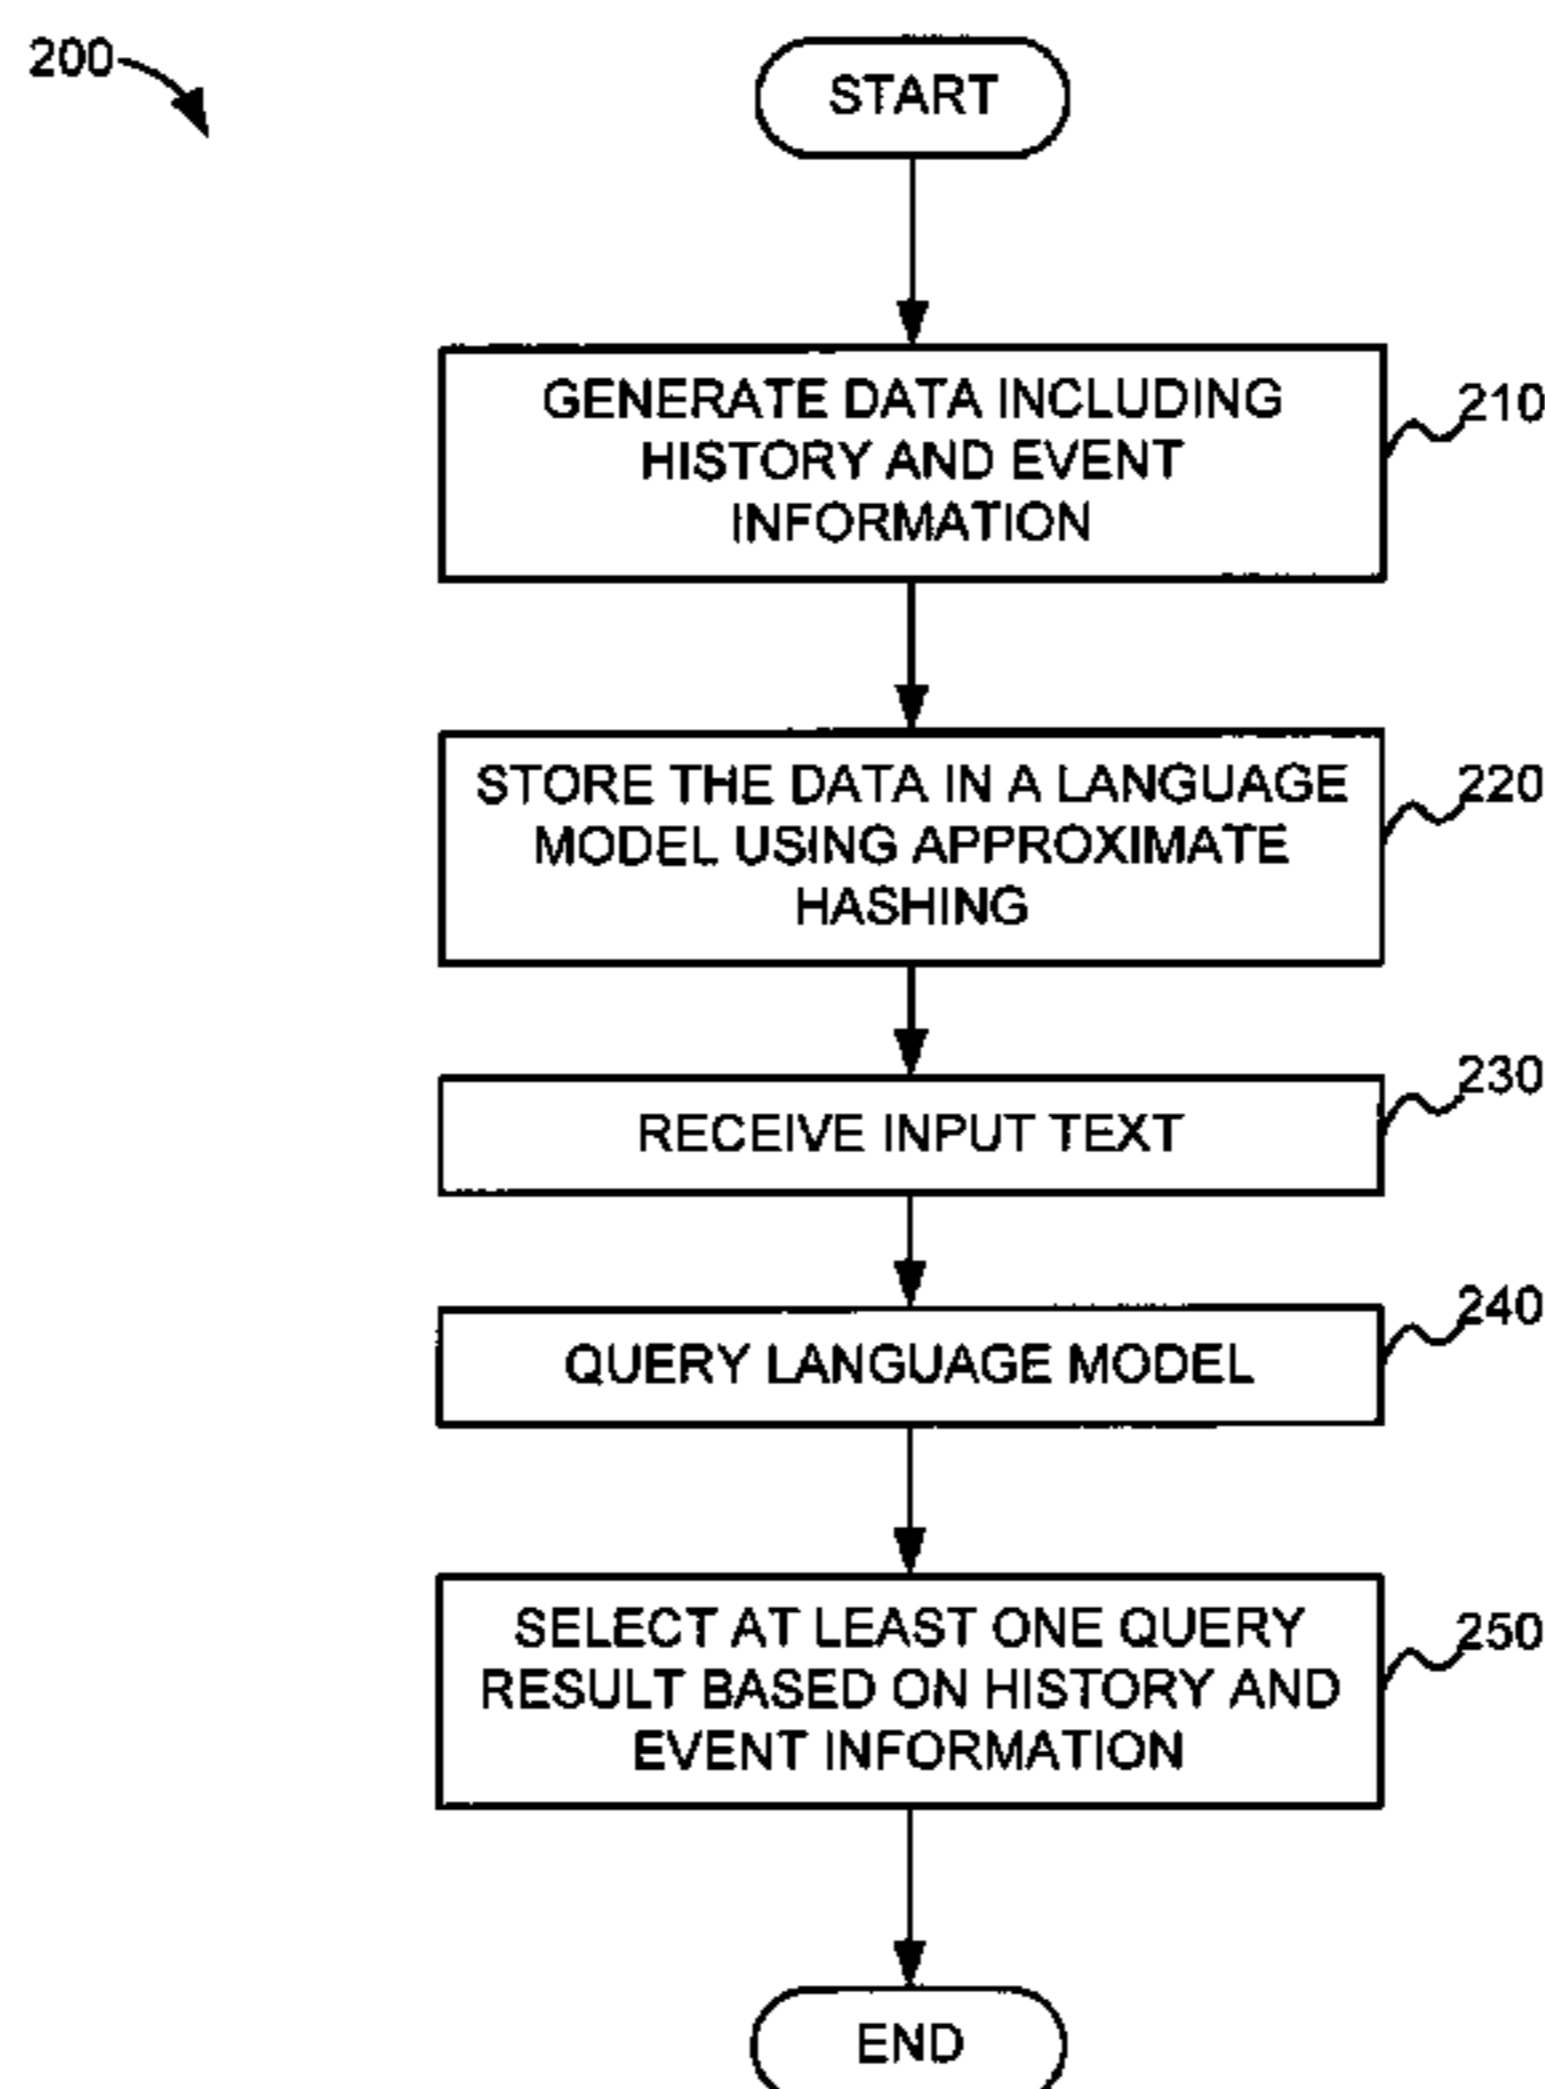 200
START
GENERATE DATA INCLUDING
HISTORY AND EVENT
INFORMATION
210
STORE THE DATA IN A LANGUAGE
MODEL USING APPROXIMATE
HASHING
220
RECEIVE INPUT TEXT
230
QUERY LANGUAGE MODEL
240
SELECT AT LEAST ONE QUERY
RESULT BASED ON HISTORY AND
EVENT INFORMATION
250
END